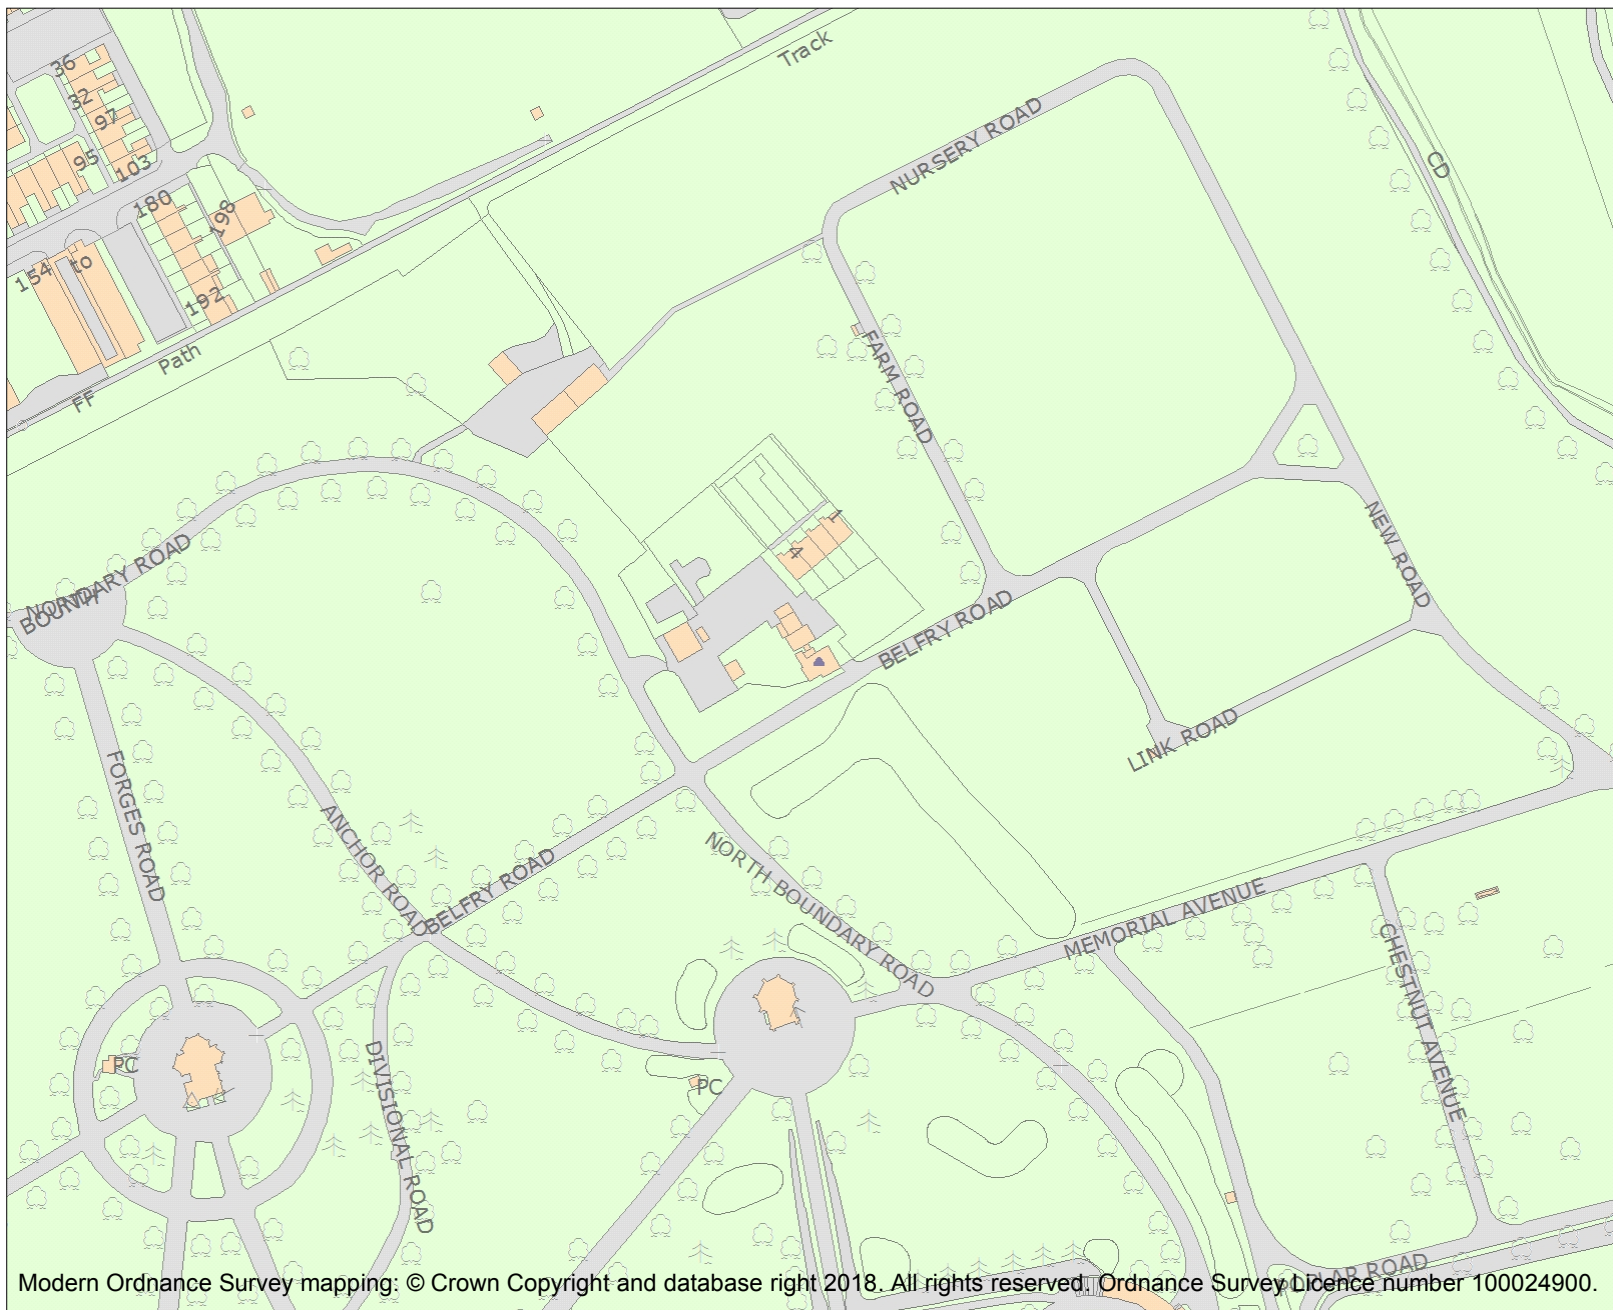 Track
36
32
97
95
103
180
198
154 to
192
Path
FF
CD
NURSERY ROAD
FARM ROAD
NEW ROAD
1
4
NORTH
BOUNDARY ROAD
BELFRY ROAD
LINK ROAD
FORGES ROAD
ANCHOR ROAD
BELFRY ROAD
NORTH BOUNDARY ROAD
MEMORIAL AVENUE
CHESTNUT AVENUE
PC
PC
DIVISIONAL ROAD
POPLAR ROAD
Modern Ordnance Survey mapping: © Crown Copyright and database right 2018. All rights reserved. Ordnance Survey Licence number 100024900.